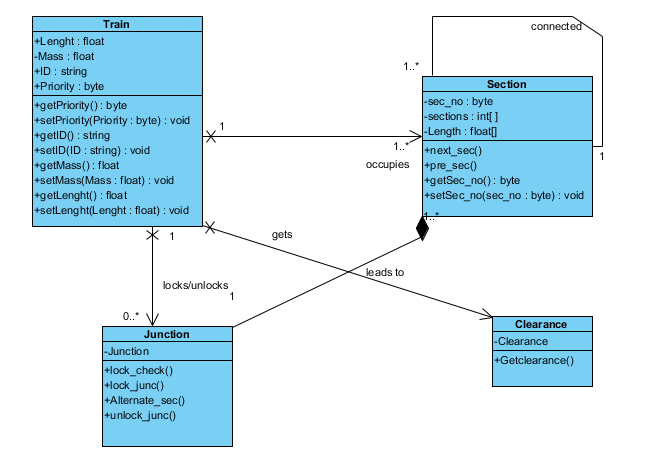 Train
+Lenght : float
-Mass : float
+ID : string
+Priority : byte
+getPriority() : byte
+setPriority(Priority : byte) : void
+getID() : string
+setID(ID : string) : void
+getMass() : float
+setMass(Mass : float) : void
+getLenght() : float
+setLenght(Lenght : float) : void
connected
1..*
Section
-sec_no : byte
-sections : int[ ]
-Length : float[]
+next_sec()
+pre_sec()
+getSec_no() : byte
+setSec_no(sec_no : byte) : void
1
1
1..*
occupies
1..*
1
gets
leads to
locks/unlocks
1
0..*
Junction
-Junction
+lock_check()
+lock_junc()
+Alternate_sec()
+unlock_junc()
Clearance
-Clearance
+Getclearance()